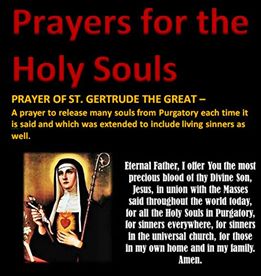 Prayers for the
Holy Souls
PRAYER OF ST. GERTRUDE THE GREAT –
A prayer to release many souls from Purgatory each time it
is said and which was extended to include living sinners as
well.
Eternal Father, I offer You the most
precious blood of thy Divine Son,
Jesus, in union with the Masses
said throughout the world today,
for all the Holy Souls in Purgatory,
for sinners everywhere, for sinners
in the universal church, for those
in my own home and in my family.
Amen.